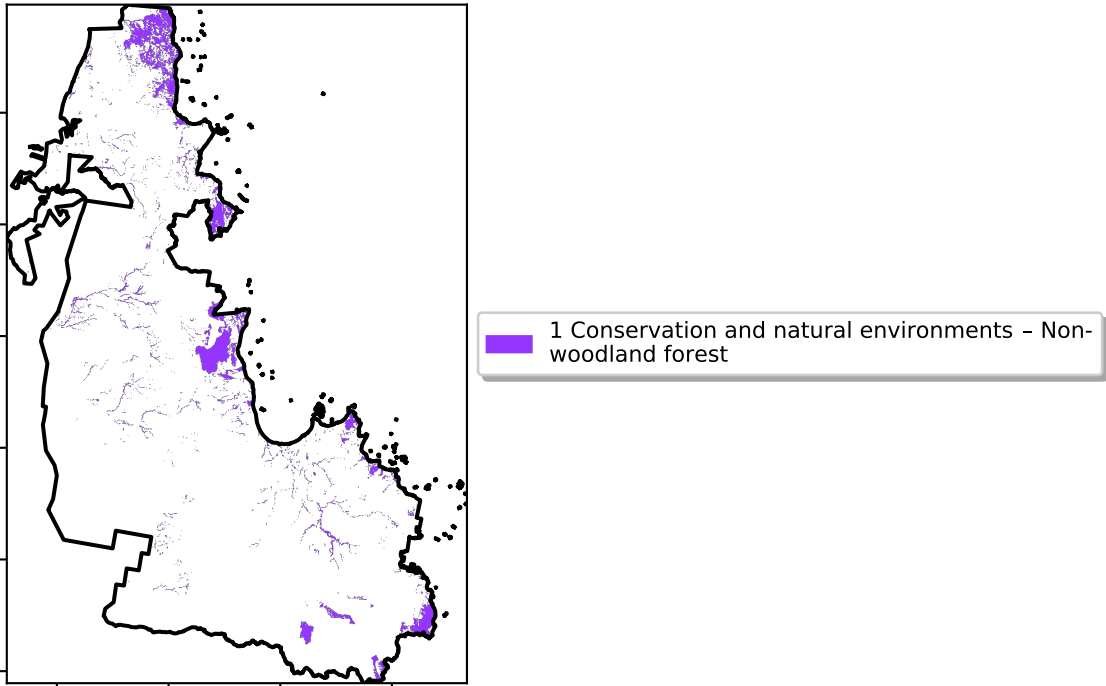 1 Conservation and natural environments – Non-
woodland forest